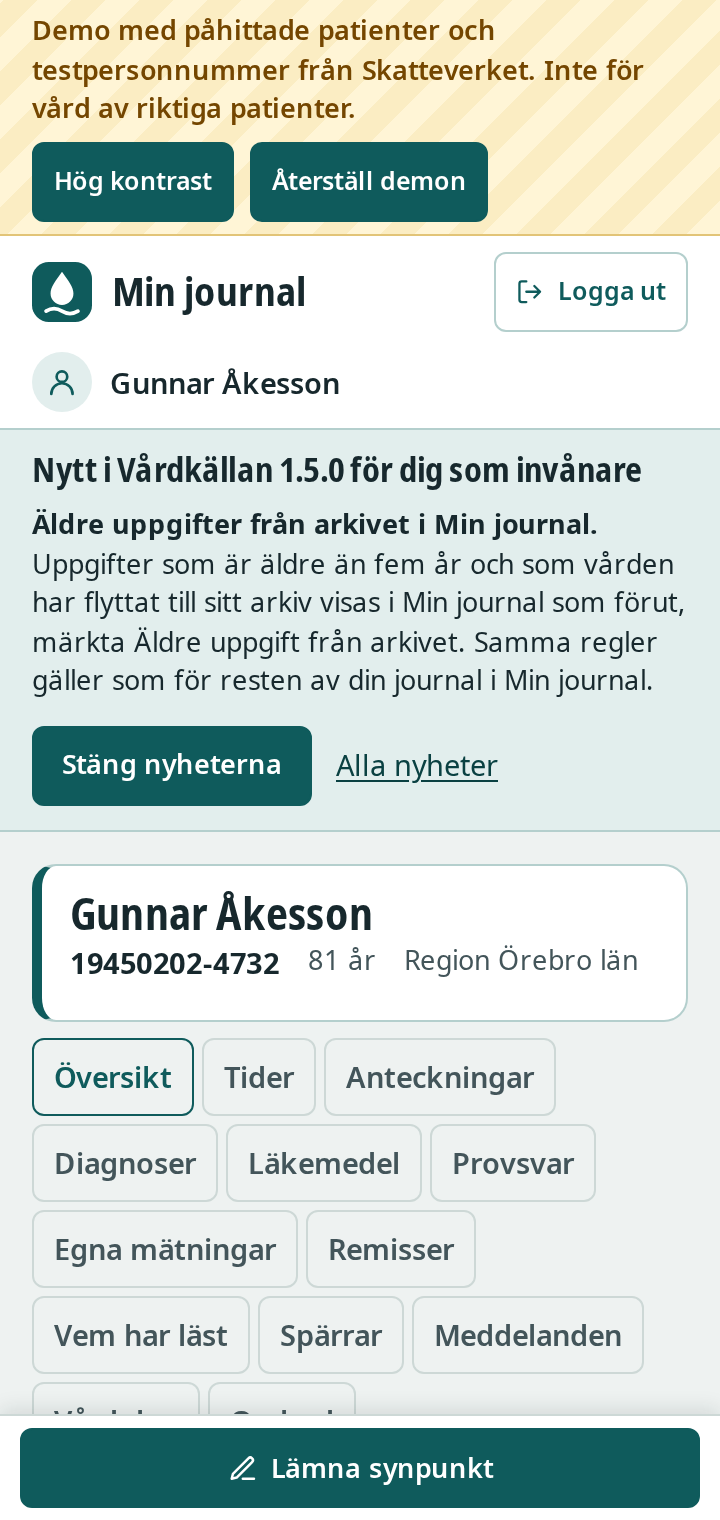 Demo med påhittade patienter och
testpersonnummer från Skatteverket. Inte för
vård av riktiga patienter.
Hög kontrast
Återställ demon
Min journal
Logga ut
Gunnar Åkesson
Nytt i Vårdkällan 1.5.0 för dig som invånare
Äldre uppgifter från arkivet i Min journal.
Uppgifter som är äldre än fem år och som vården
har flyttat till sitt arkiv visas i Min journal som förut,
märkta Äldre uppgift från arkivet. Samma regler
gäller som för resten av din journal i Min journal.
Stäng nyheterna
Alla nyheter
Gunnar Åkesson
19450202-4732 81 år Region Örebro län
Översikt
Tider
Anteckningar
Diagnoser
Läkemedel
Provsvar
Egna mätningar
Remisser
Vem har läst
Spärrar
Meddelanden
Lämna synpunkt